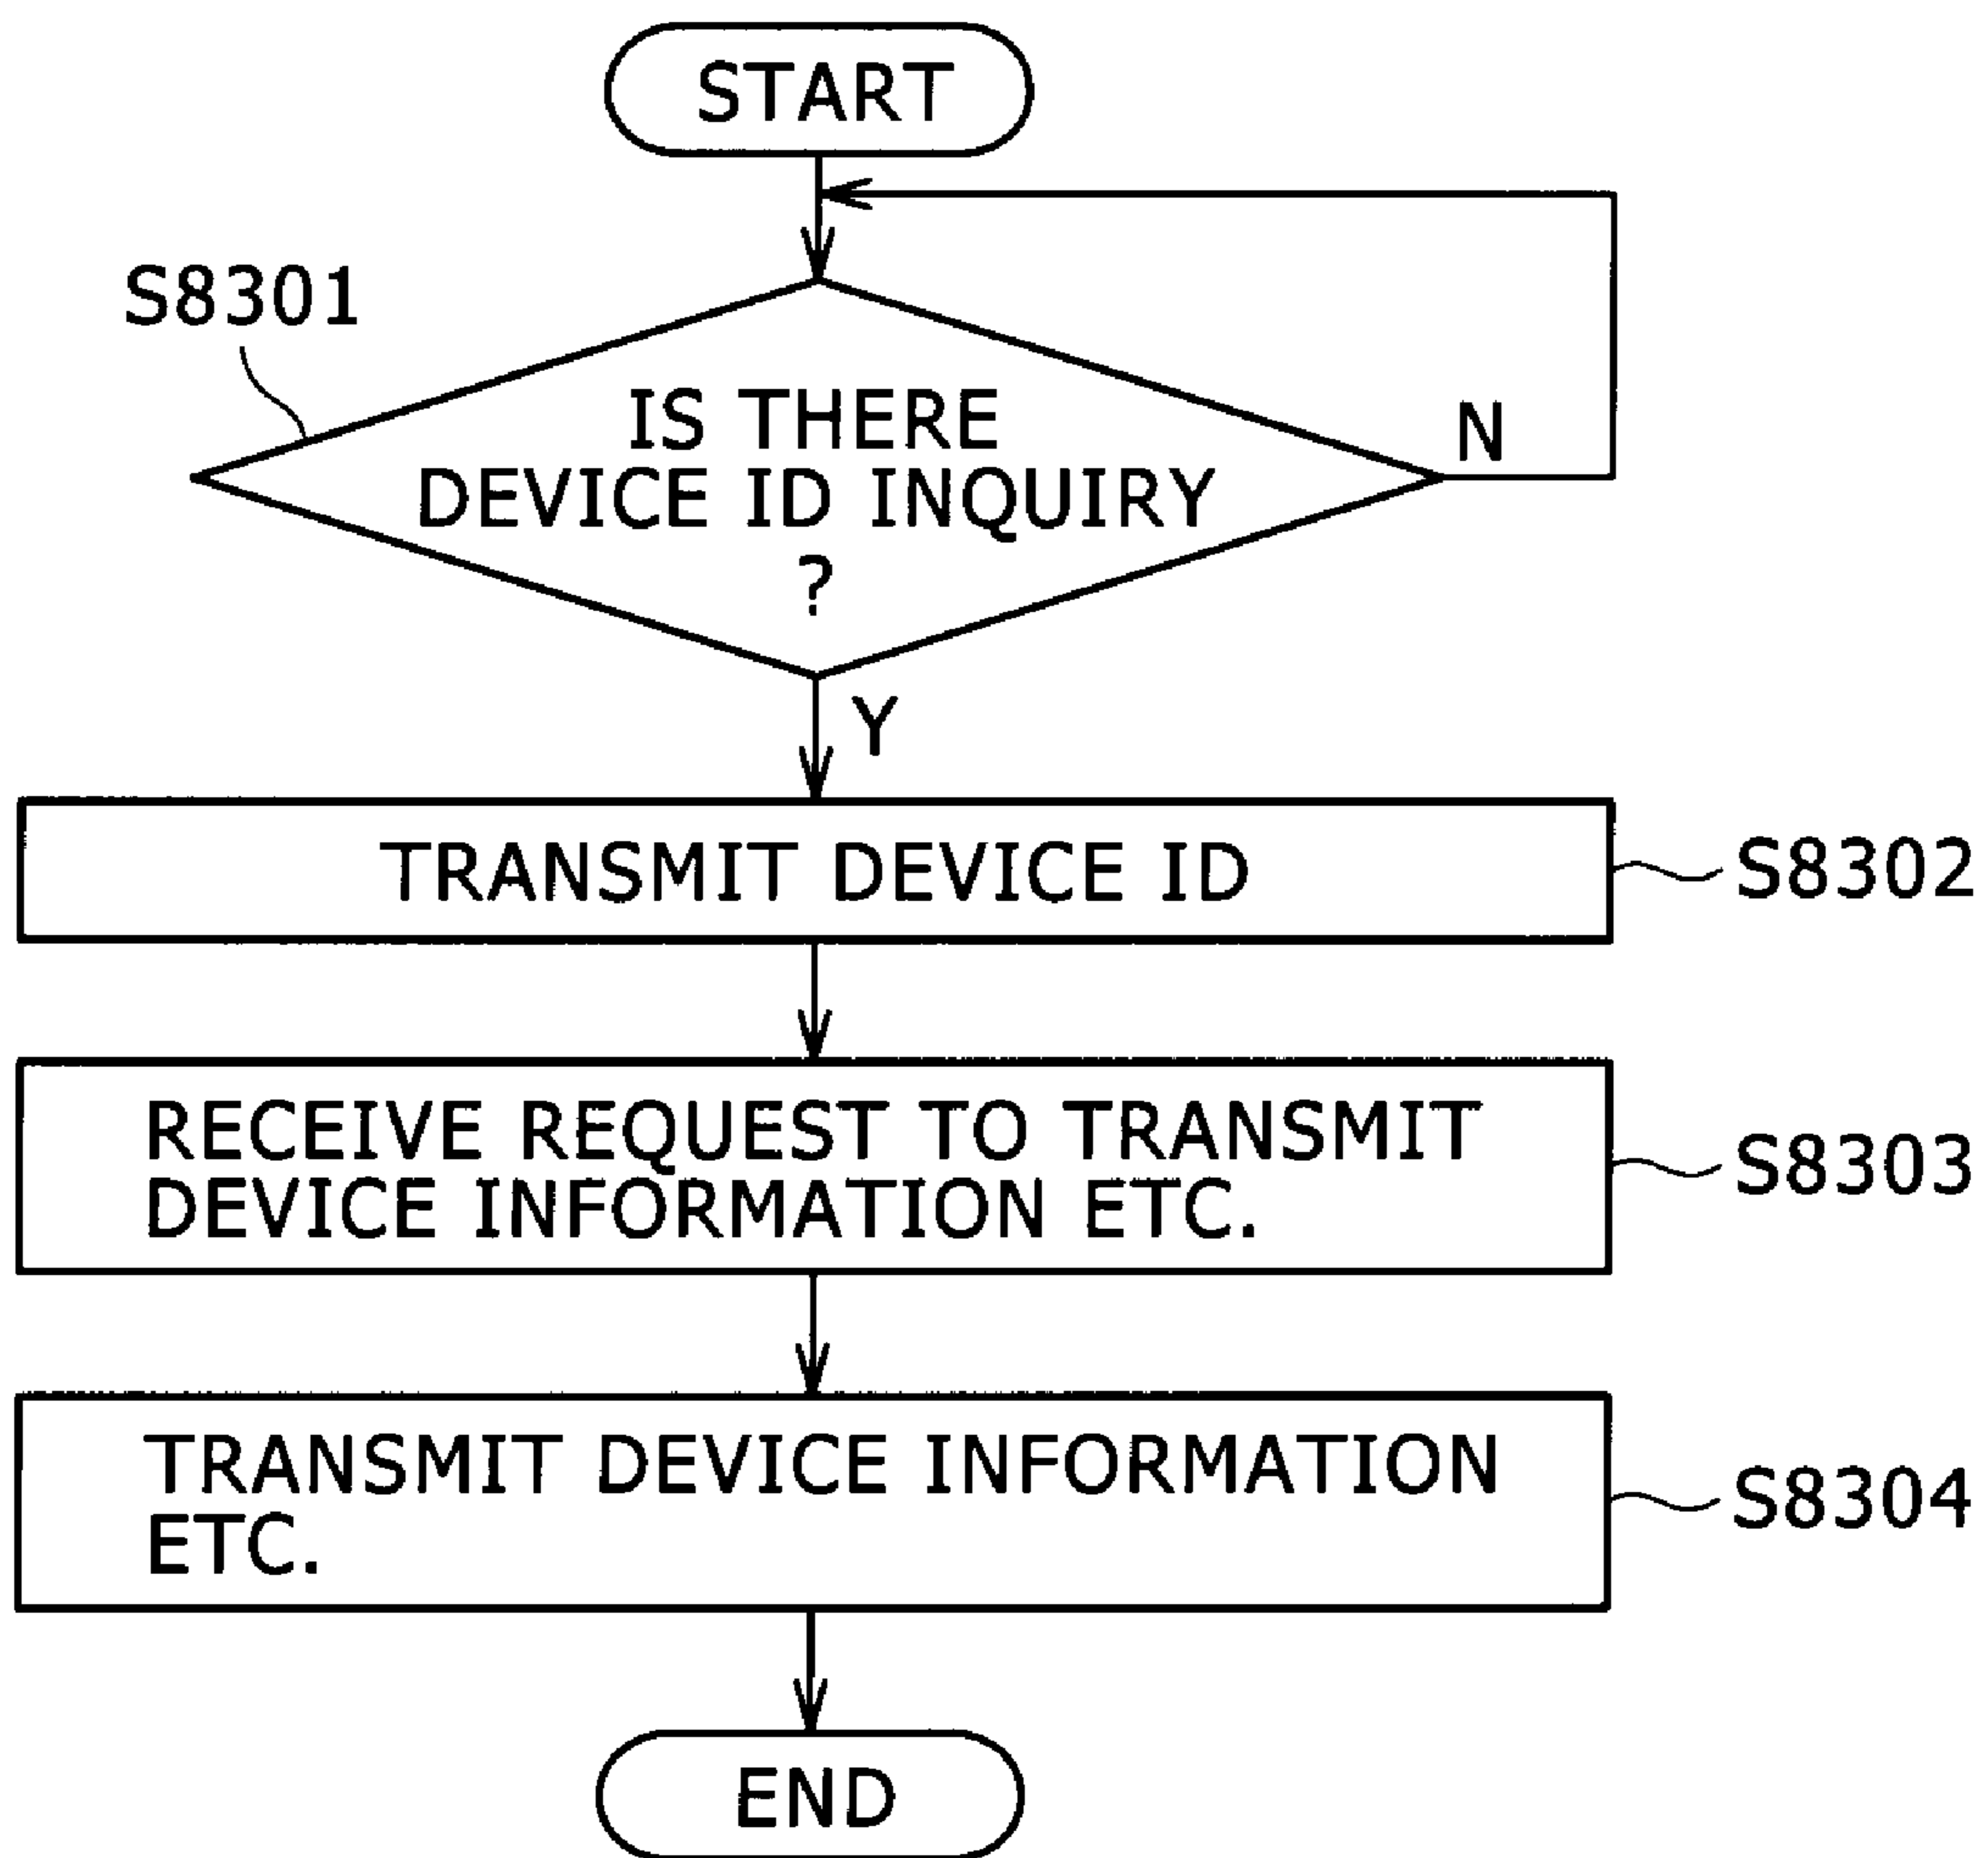 START
S8301
IS THERE
DEVICE ID INQUIRY
?
N
Y
TRANSMIT DEVICE ID
S8302
RECEIVE REQUEST TO TRANSMIT
DEVICE INFORMATION ETC.
S8303
TRANSMIT DEVICE INFORMATION
ETC.
S8304
END